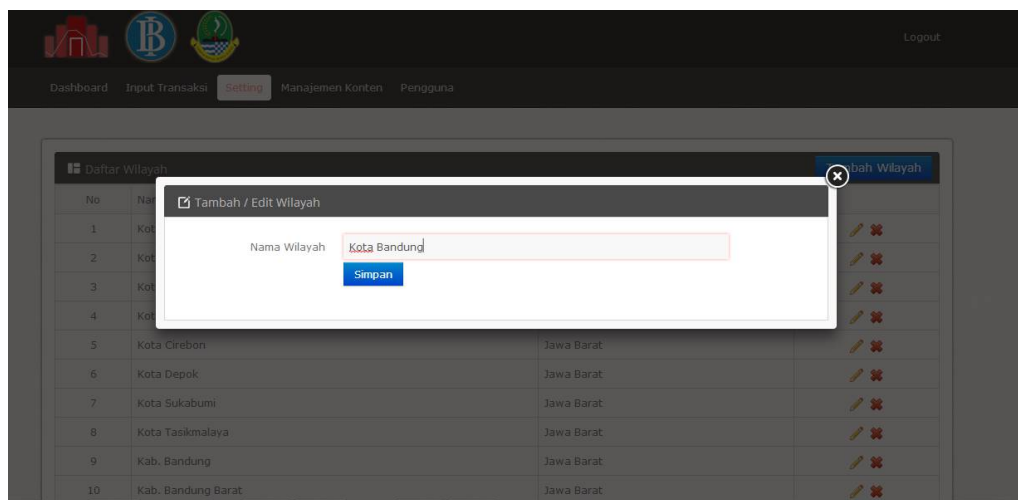 Logout
Dashboard Input Transaksi Setting Manajemen Konten Pengguna
Daftar Wilayah
Wilayah
Tambah / Edit Wilayah
Nama Wilayah Kota Bandung
Simpan
No
1
2
3
4
5 Kota Cirebon Jawa Barat
6 Kota Depok Jawa Barat
7 Kota Sukabumi Jawa Barat
8 Kota Tasikmalaya Jawa Barat
9 Kab. Bandung Jawa Barat
10 Kab. Bandung Barat Jawa Barat